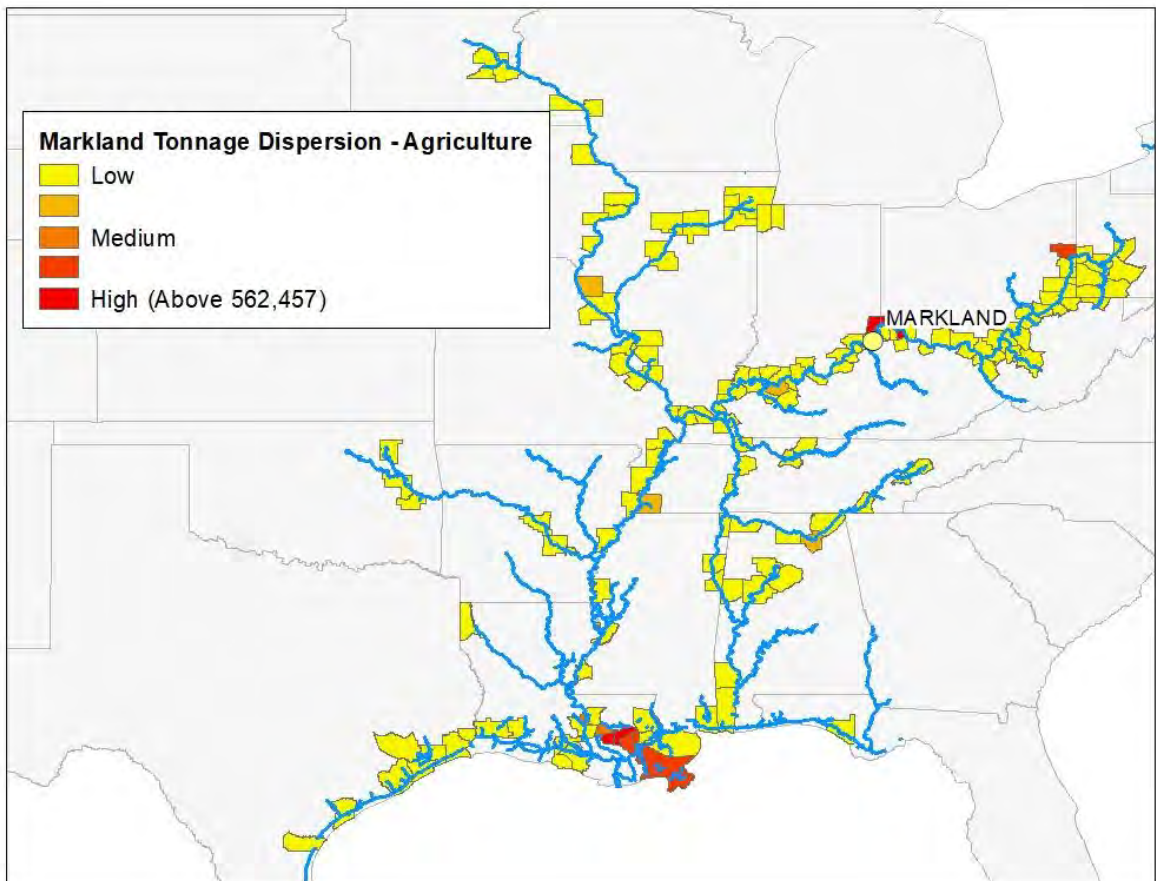 Markland Tonnage Dispersion - Agriculture
Low
Medium
High (Above 562,457)
MARKLAND